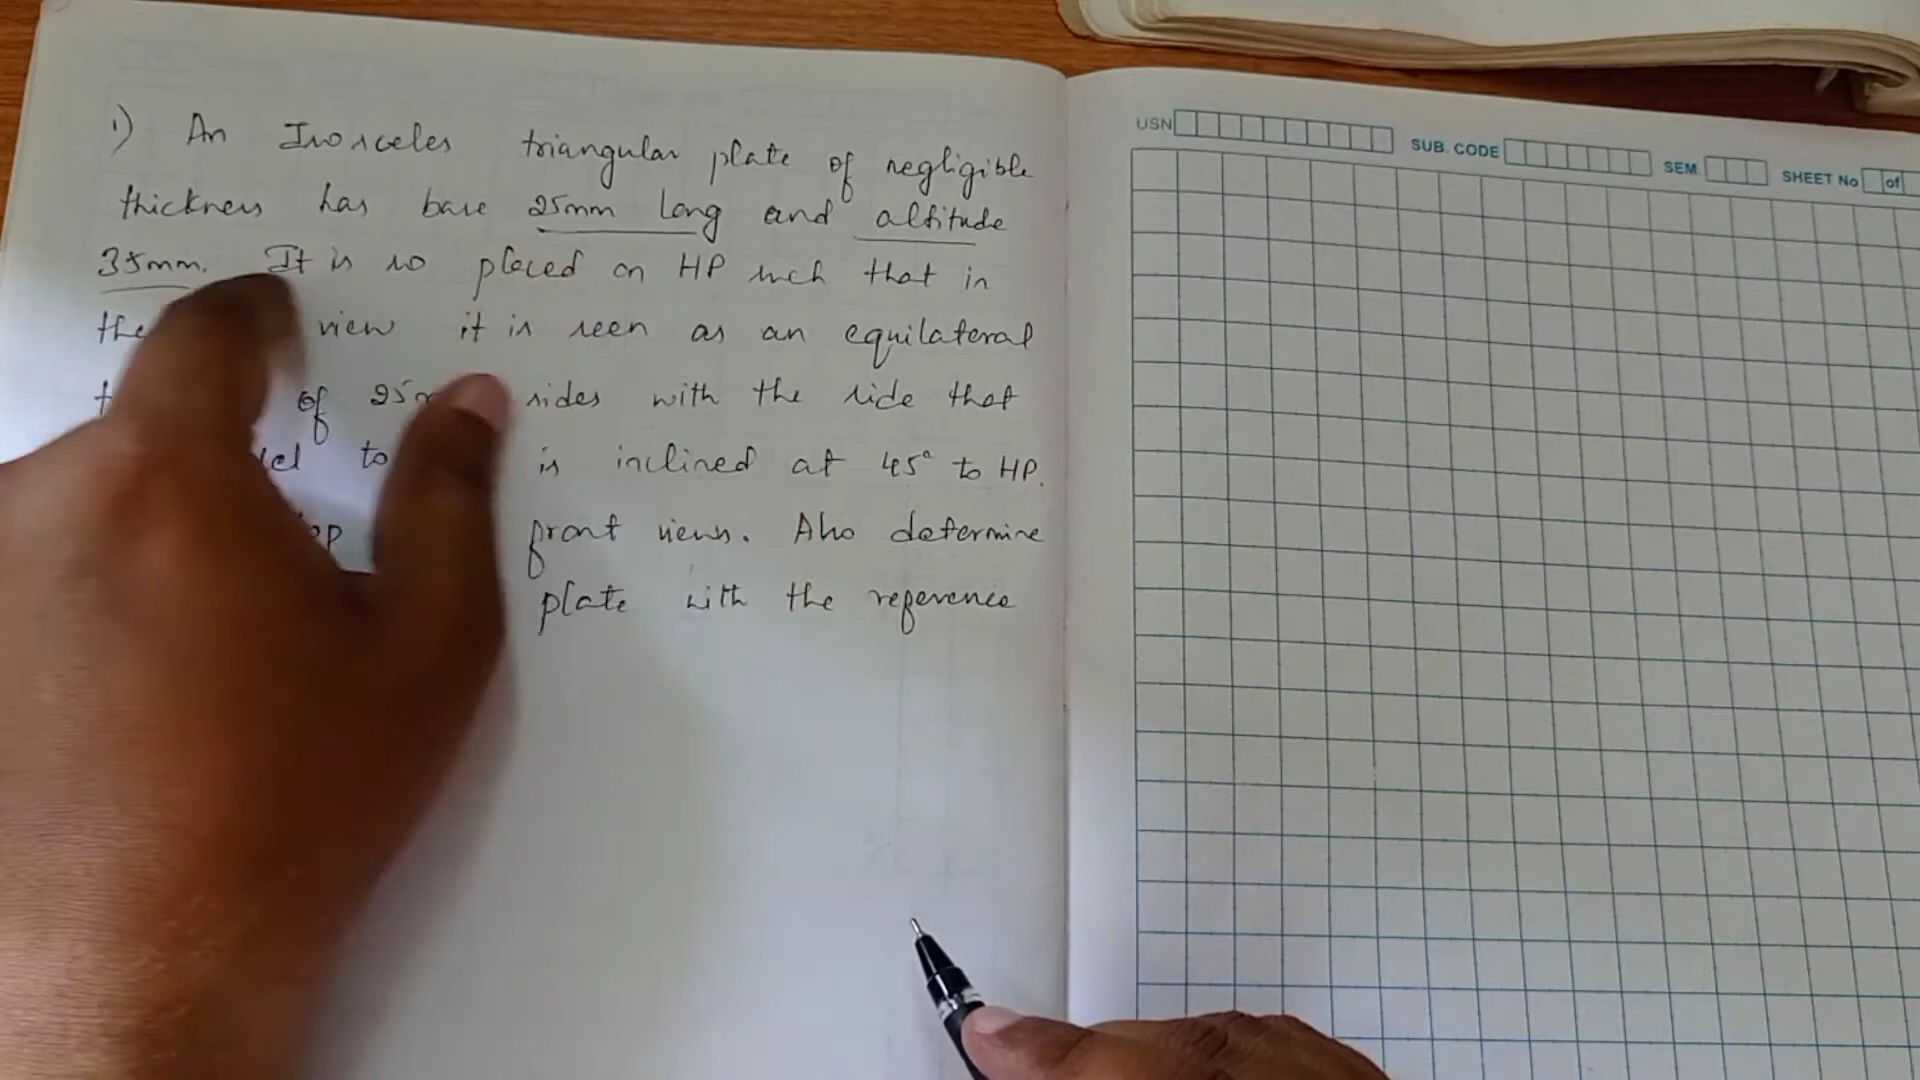 1) An Isosceles triangular plate of negligible
thickness has base 25mm long and altitude
35mm. It is so placed on HP such that in
the view it is seen as an equilateral
of 25m sides with the side that
to is inclined at 45° to HP.
front views. Also determine
plate with the reference
USN
SUB. CODE
SEM
SHEET No of